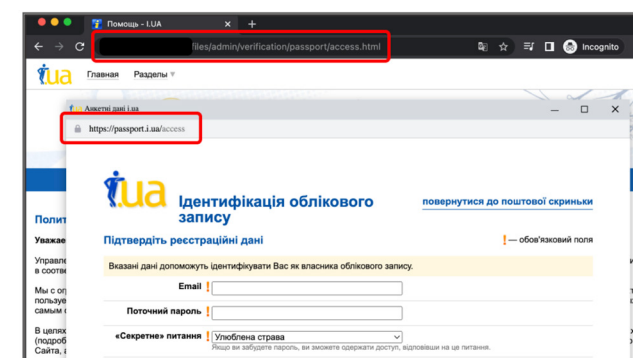 Помощь - I.UA
files/admin/verification/passport/access.html
Incognito
.ua
Главная Разделы
Анкетні дані i.ua
https://passport.i.ua/access
.ua
Ідентифікація облікового
запису
повернутися до поштової скриньки
Підтвердіть реєстраційні дані
! — обов'язковий поля
Вказані дані допоможуть ідентифікувати Вас як власника облікового запису.
Email !
Поточний пароль !
«Секретне» питання ! Улюблена страва
Якщо ви забудете пароль, ви зможете одержати доступ, відповівши на це питання.
Полит
Уважае
Управле
в соотве
Мы с ог
пользуе
самым с
В целях
(подроб
Сайта, а